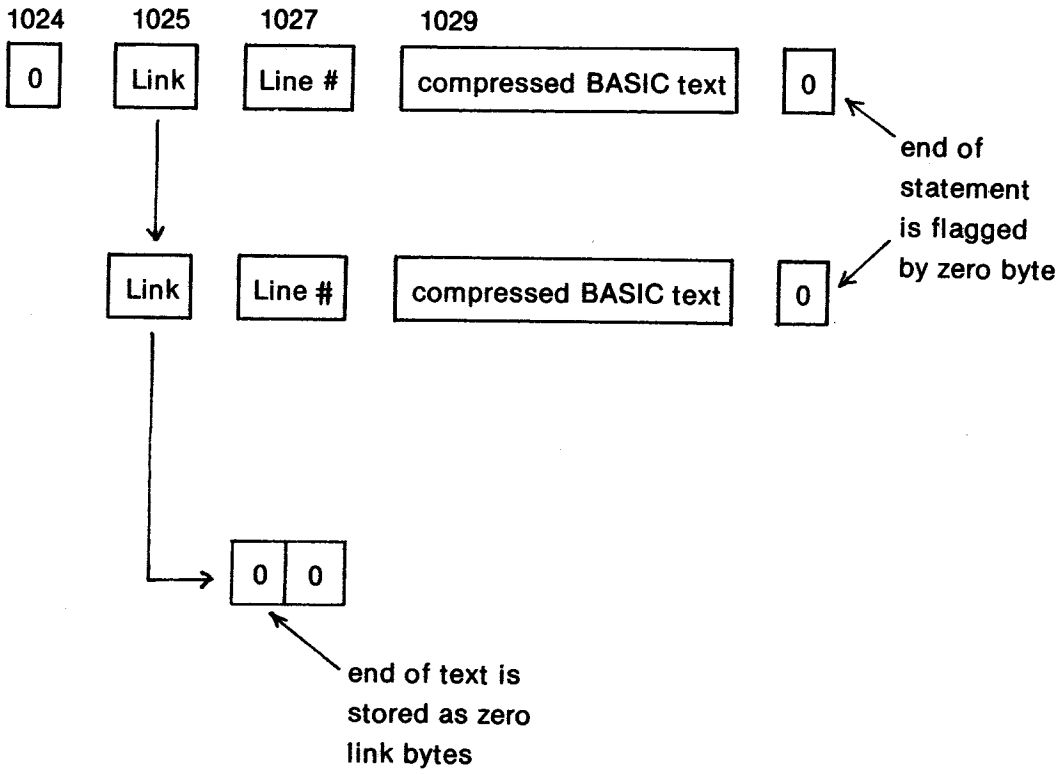 1024 1025 1027 1029
0 Link Line # compressed BASIC text 0
end of
statement
is flagged
by zero byte
Link Line # compressed BASIC text 0
0 0
end of text is
stored as zero
link bytes